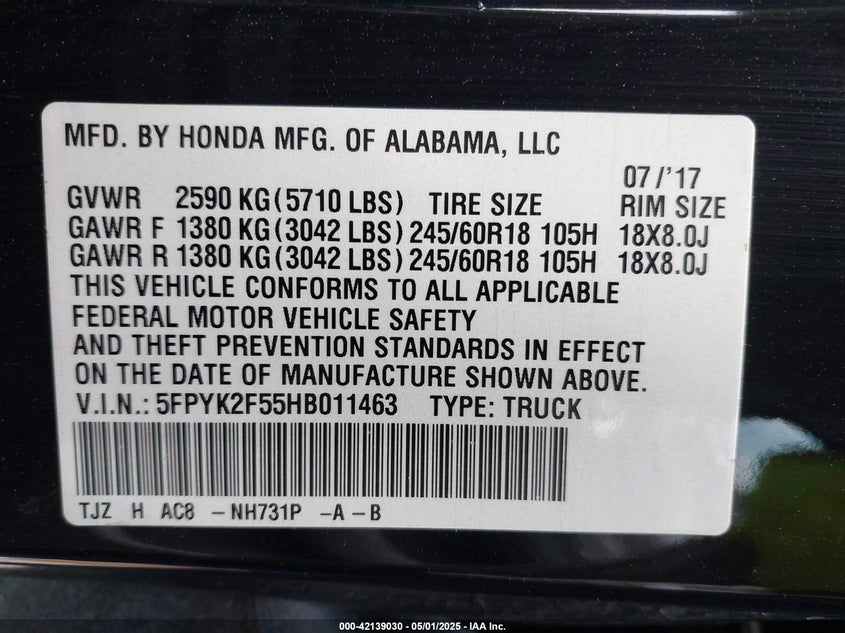 MFD. BY HONDA MFG. OF ALABAMA, LLC
07/'17
GVWR 2590 KG (5710 LBS) TIRE SIZE RIM SIZE
GAWR F 1380 KG (3042 LBS) 245/60R18 105H 18X8.0J
GAWR R 1380 KG (3042 LBS) 245/60R18 105H 18X8.0J
THIS VEHICLE CONFORMS TO ALL APPLICABLE
FEDERAL MOTOR VEHICLE SAFETY
AND THEFT PREVENTION STANDARDS IN EFFECT
ON THE DATE OF MANUFACTURE SHOWN ABOVE.
V.I.N.: 5FPYK2F55HB011463 TYPE: TRUCK
TJZ H AC8 - NH731P - A - B
000-42139030 - 05/01/2025 - IAA Inc.